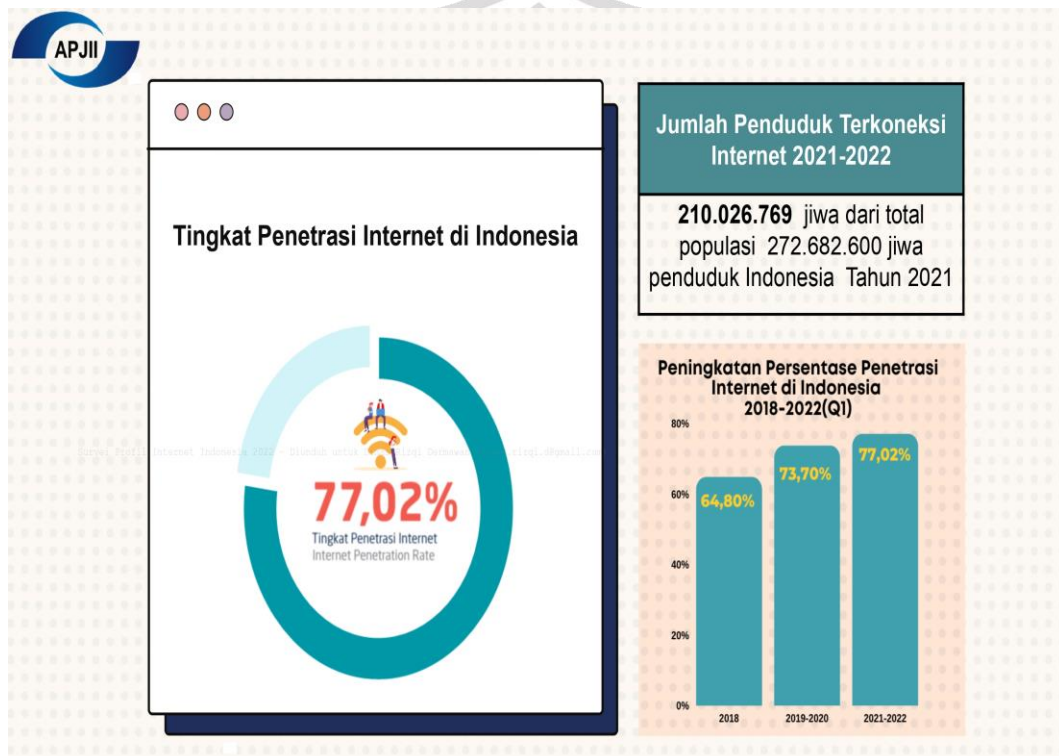 APJII
Tingkat Penetrasi Internet di Indonesia
77,02%
Tingkat Penetrasi Internet
Internet Penetration Rate
Jumlah Penduduk Terkoneksi
Internet 2021-2022
210.026.769 jiwa dari total
populasi 272.682.600 jiwa
penduduk Indonesia Tahun 2021
Peningkatan Persentase Penetrasi
Internet di Indonesia
2018-2022(Q1)
80%
60%
40%
20%
0%
64,80%
73,70%
77,02%
2018
2019-2020
2021-2022